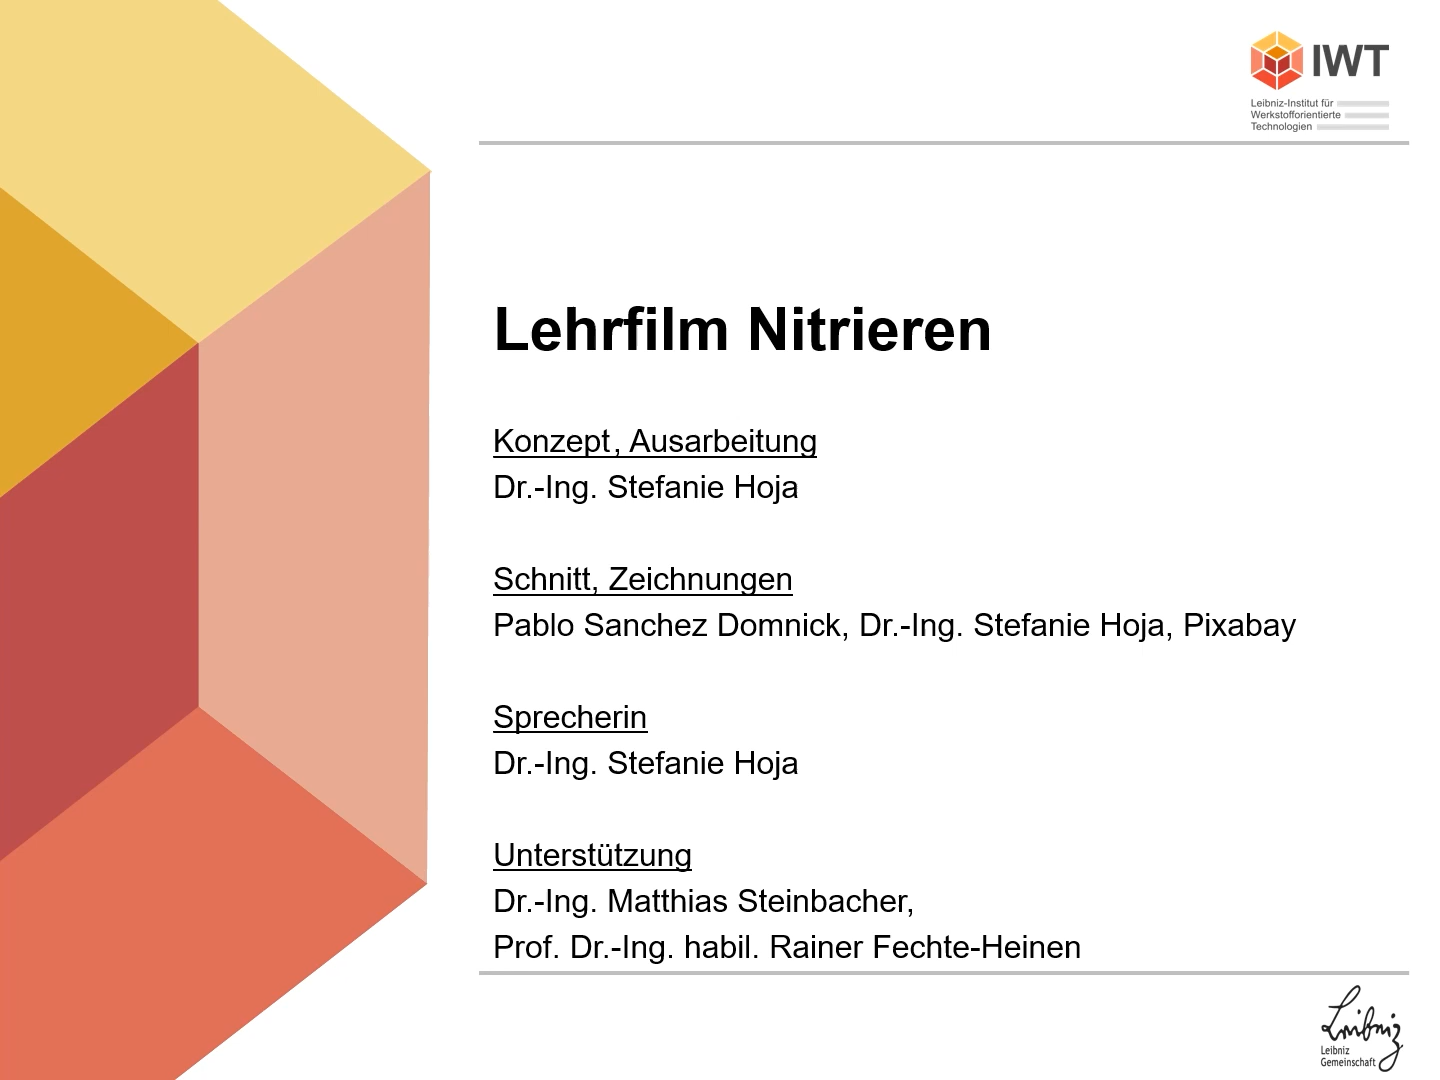 IWT
Leibniz-Institut für
Werkstofforientierte
Technologien
Lehrfilm Nitrieren
Konzept, Ausarbeitung
Dr.-Ing. Stefanie Hoja
Schnitt, Zeichnungen
Pablo Sanchez Domnick, Dr.-Ing. Stefanie Hoja, Pixabay
Sprecherin
Dr.-Ing. Stefanie Hoja
Unterstützung
Dr.-Ing. Matthias Steinbacher,
Prof. Dr.-Ing. habil. Rainer Fechte-Heinen
Leibniz
Leibniz
Gemeinschaft